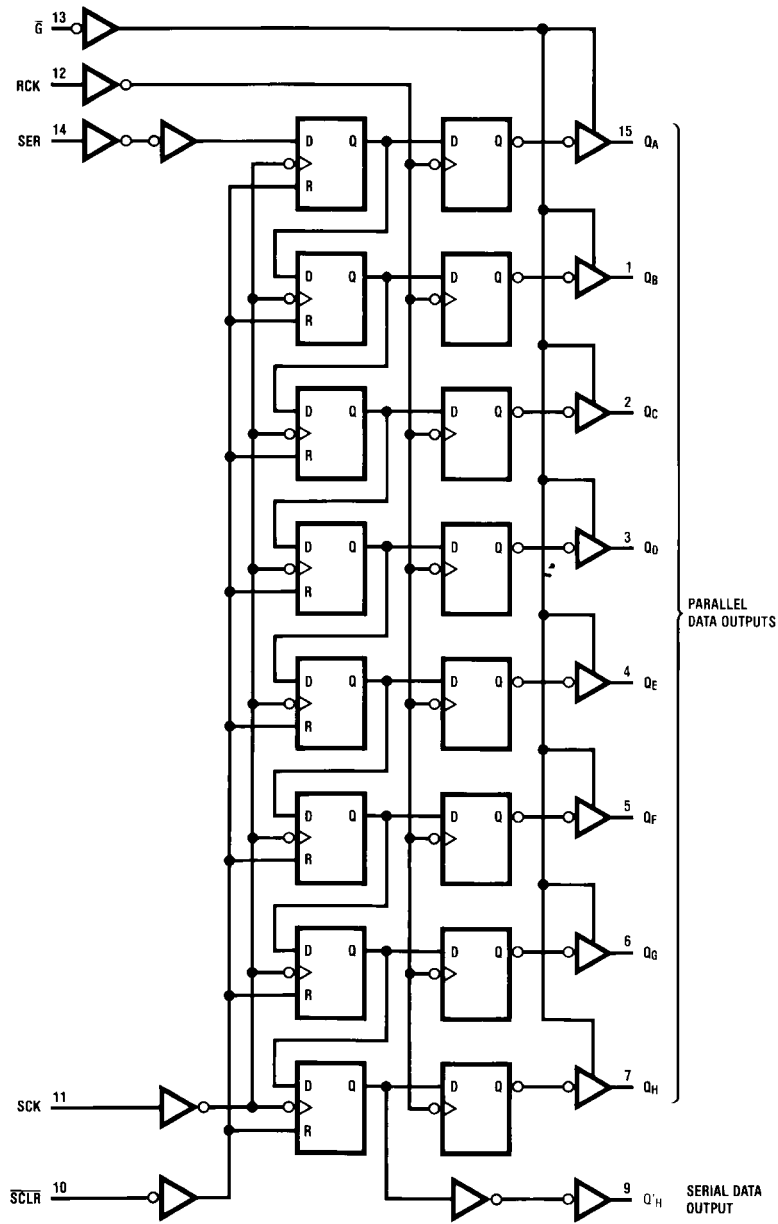 G 13
RCK 12
SER 14
D Q D Q 15 QA
R
D Q D Q 1 QB
R
D Q D Q 2 QC
R
D Q D Q 3 QD
R
D Q D Q 4 QE
R
D Q D Q 5 QF
R
D Q D Q 6 QG
R
D Q D Q 7 QH
R
PARALLEL
DATA OUTPUTS
SCK 11
SCLR 10
9 Q'H
SERIAL DATA
OUTPUT